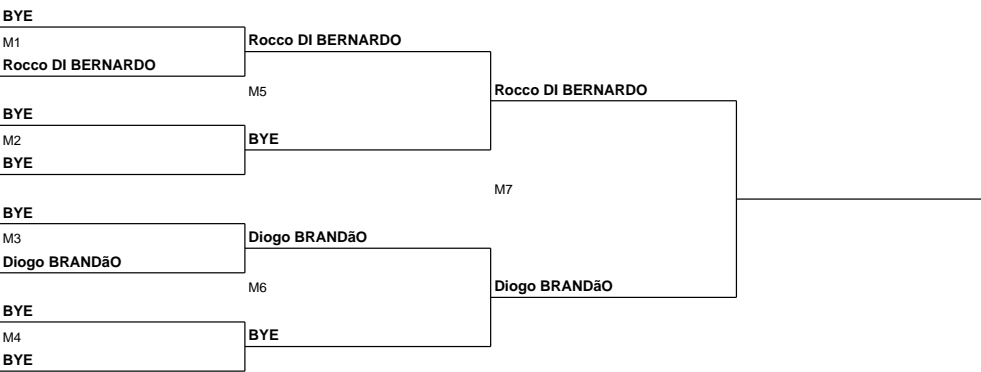 BYE
M1
Rocco DI BERNARDO
Rocco DI BERNARDO
M5
BYE
M2
BYE
BYE
Rocco DI BERNARDO
M7
BYE
M3
Diogo BRANDãO
Diogo BRANDãO
M6
BYE
M4
BYE
BYE
Diogo BRANDãO